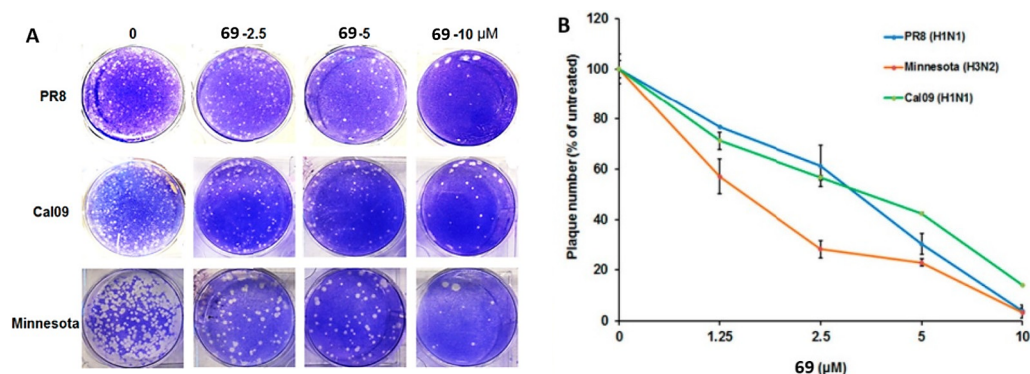 A
0
69 -2.5
69-5
69 -10 µM
PR8
Cal09
Minnesota
B
120
100
80
60
40
20
0
Plaque number (% of untreated)
PR8 (H1N1)
Minnesota (H3N2)
Cal09 (H1N1)
0
1.25
2.5
5
10
69 (µM)